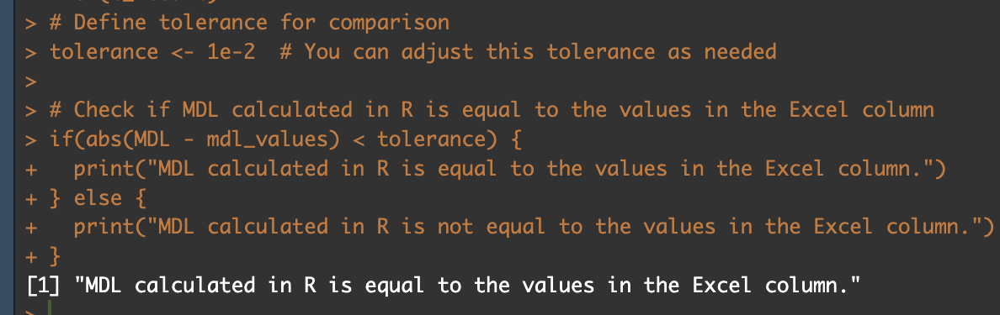 > # Define tolerance for comparison
> tolerance <- 1e-2  # You can adjust this tolerance as needed
>
> # Check if MDL calculated in R is equal to the values in the Excel column
> if(abs(MDL - mdl_values) < tolerance) {
+   print("MDL calculated in R is equal to the values in the Excel column.")
+ } else {
+   print("MDL calculated in R is not equal to the values in the Excel column.")
+ }
[1] "MDL calculated in R is equal to the values in the Excel column."
>